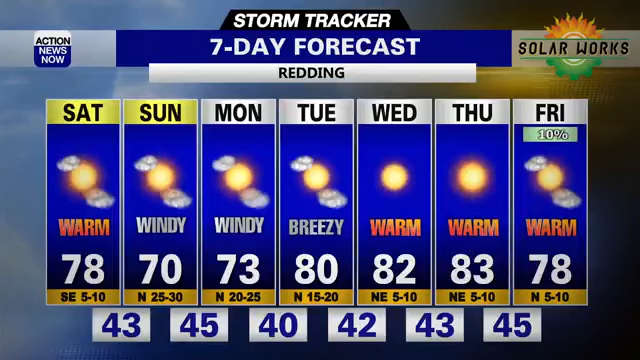 STORM TRACKER
ACTION
NEWS
NOW
7-DAY FORECAST
SOLAR WORKS
REDDING
SAT SUN MON TUE WED THU FRI
10%
WARM WINDY WINDY BREEZY WARM WARM WARM
78 70 73 80 82 83 78
SE 5-10 N 25-30 N 20-25 N 15-20 NE 5-10 NE 5-10 N 5-10
43 45 40 42 43 45